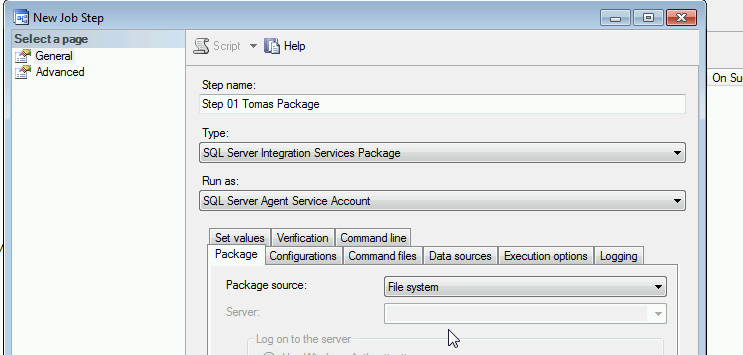 New Job Step
Select a page
General
Advanced
Script
Help
Step name:
Step 01 Tomas Package
Type:
SQL Server Integration Services Package
Run as:
SQL Server Agent Service Account
Set values
Verification
Command line
Package
Configurations
Command files
Data sources
Execution options
Logging
Package source:
File system
Server:
Log on to the server
On Su